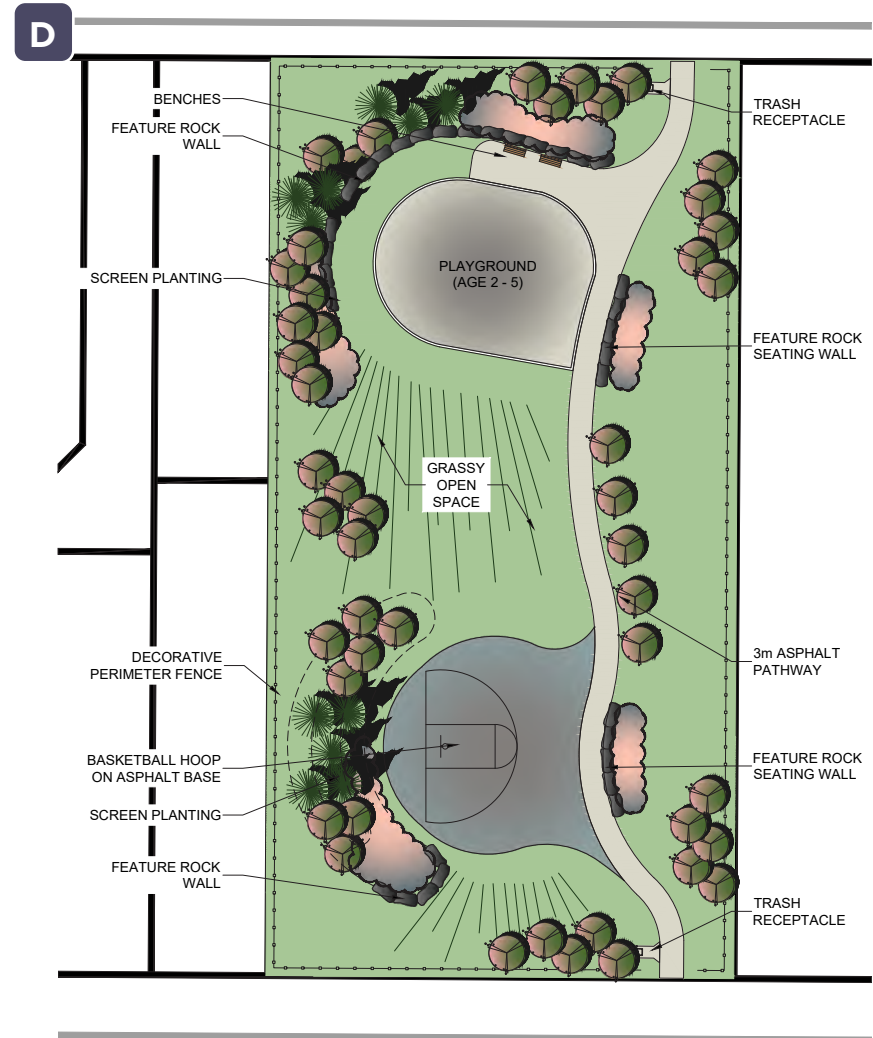 D
BENCHES
FEATURE ROCK
WALL
TRASH
RECEPTACLE
SCREEN PLANTING
PLAYGROUND
(AGE 2 - 5)
FEATURE ROCK
SEATING WALL
GRASSY
OPEN
SPACE
DECORATIVE
PERIMETER FENCE
3m ASPHALT
PATHWAY
BASKETBALL HOOP
ON ASPHALT BASE
FEATURE ROCK
SEATING WALL
SCREEN PLANTING
FEATURE ROCK
WALL
TRASH
RECEPTACLE